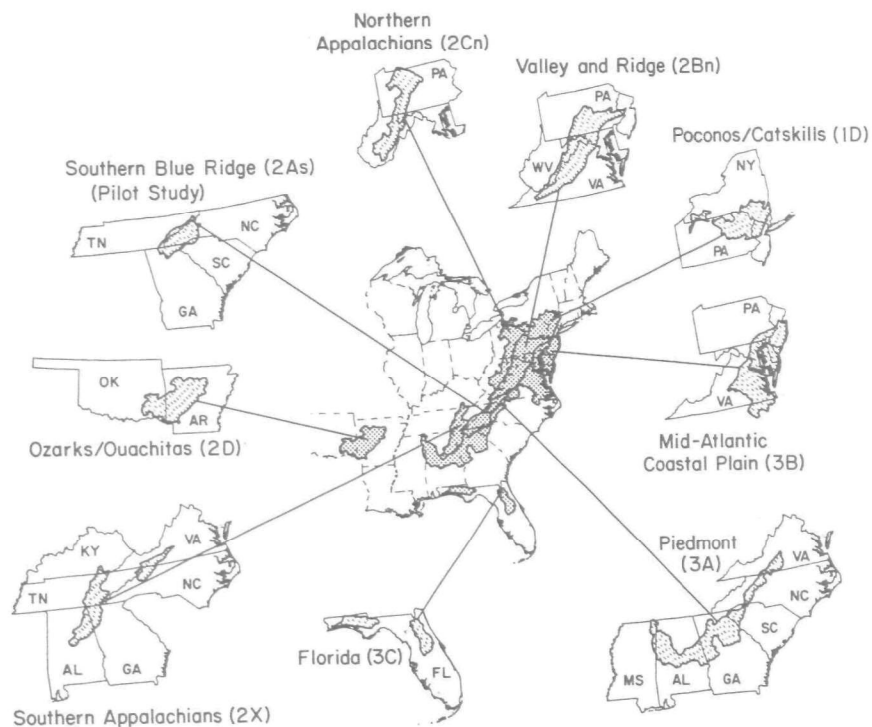 Northern
Appalachians (2Cn)
PA
Valley and Ridge (2Bn)
PA
WV
VA
Poconos/Catskills (1D)
NY
PA
Southern Blue Ridge (2As)
(Pilot Study)
TN
NC
SC
GA
OK
AR
Ozarks/Ouachitas (2D)
PA
VA
Mid-Atlantic
Coastal Plain (3B)
KY
VA
TN
NC
AL
GA
Southern Appalachians (2X)
Florida (3C)
FL
Piedmont
(3A)
VA
NC
SC
MS
AL
GA